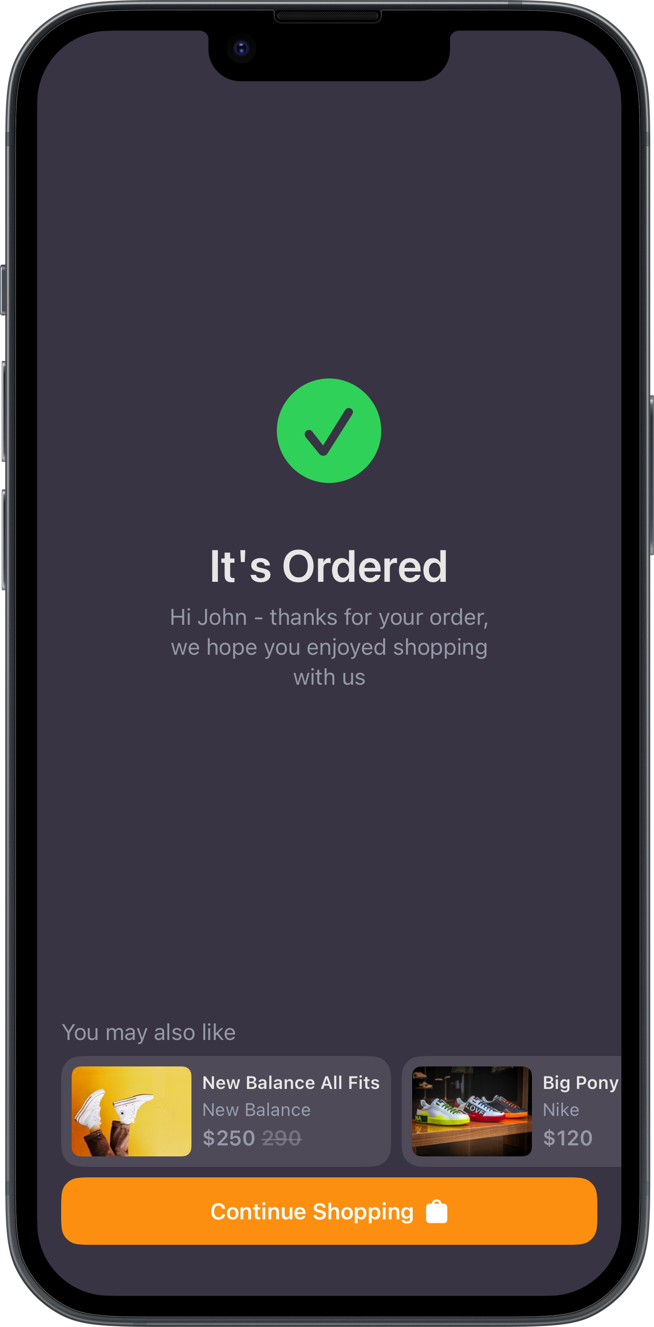 It's Ordered
Hi John - thanks for your order,
we hope you enjoyed shopping
with us
You may also like
New Balance All Fits
New Balance
$250 290
Big Pony
Nike
$120
Continue Shopping